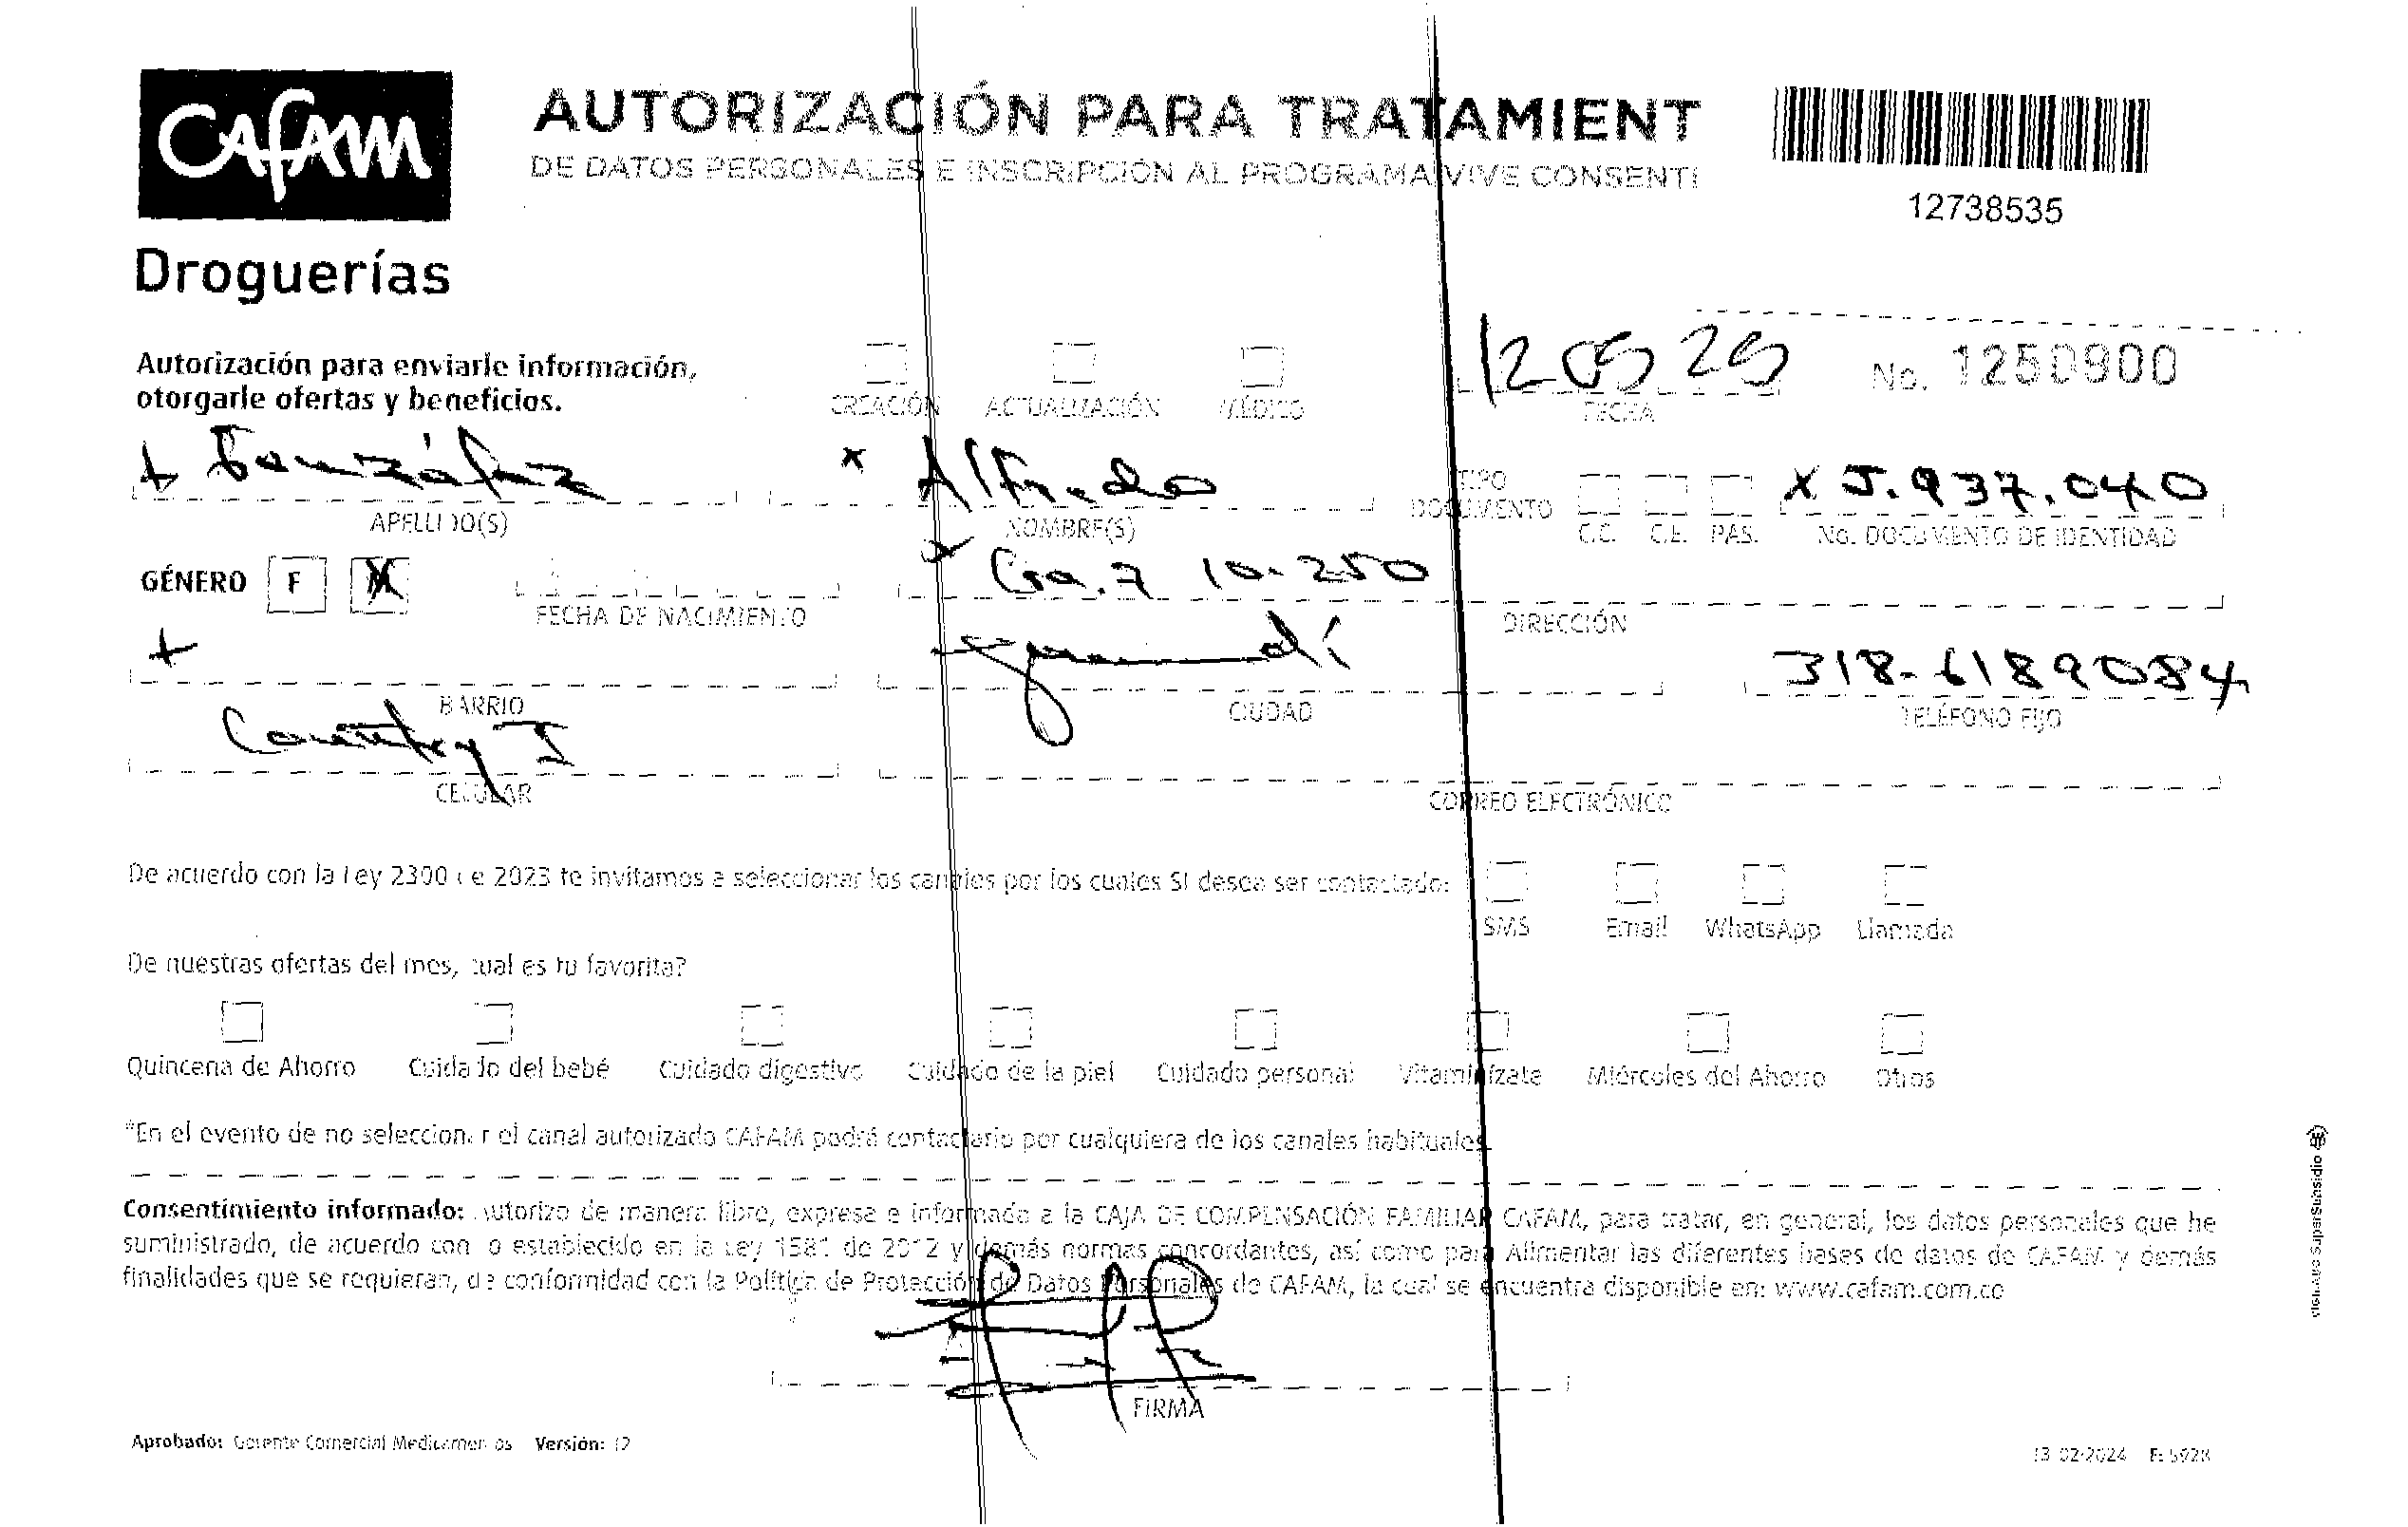 CAFAM
AUTORIZACIÓN PARA TRATAMIENT
DE DATOS PERSONALES E INSCRIPCIÓN AL PROGRAMA VIVE CONSENTI
12738535
Droguerías
Autorización para enviarle información,
otorgarle ofertas y beneficios.
CREACIÓN ACTUALIZACIÓN MÉDICO
12 05 25
FECHA
No. 1250900
+ González x Alfredo
TIPO DOCUMENTO
C.C. C.E. PAS.
x 5.937.040
APELLIDO(S) NOMBRE(S) No. DOCUMENTO DE IDENTIDAD
GÉNERO F M
x Cra. 7 10-250
FECHA DE NACIMIENTO DIRECCIÓN
+ 318-6189084
BARRIO CIUDAD TELÉFONO FIJO
Country I
CELULAR CORREO ELECTRÓNICO
De acuerdo con la Ley 2300 de 2023 te invitamos a seleccionar los canales por los cuales SI desea ser contactado:
SMS Email WhatsApp Llamada
De nuestras ofertas del mes, cual es tu favorita?
Quincena de Ahorro Cuidado del bebé Cuidado digestivo Cuidado de la piel Cuidado personal Vitaminízate Miércoles del Ahorro Otros
*En el evento de no seleccionar el canal autorizado CAFAM podrá contactarlo por cualquiera de los canales habituales.
Consentimiento informado: Autorizo de manera libre, expresa e informada a la CAJA DE COMPENSACIÓN FAMILIAR CAFAM, para tratar, en general, los datos personales que he
suministrado, de acuerdo con lo establecido en la Ley 1581 de 2012 y demás normas concordantes, así como para Alimentar las diferentes bases de datos de CAFAM y demás
finalidades que se requieran, de conformidad con la Política de Protección de Datos Personales de CAFAM, la cual se encuentra disponible en: www.cafam.com.co
FIRMA
Aprobado: Gerente Comercial Medicamentos Versión: 12
13-02-2024
VIGILADO SuperSubsidio